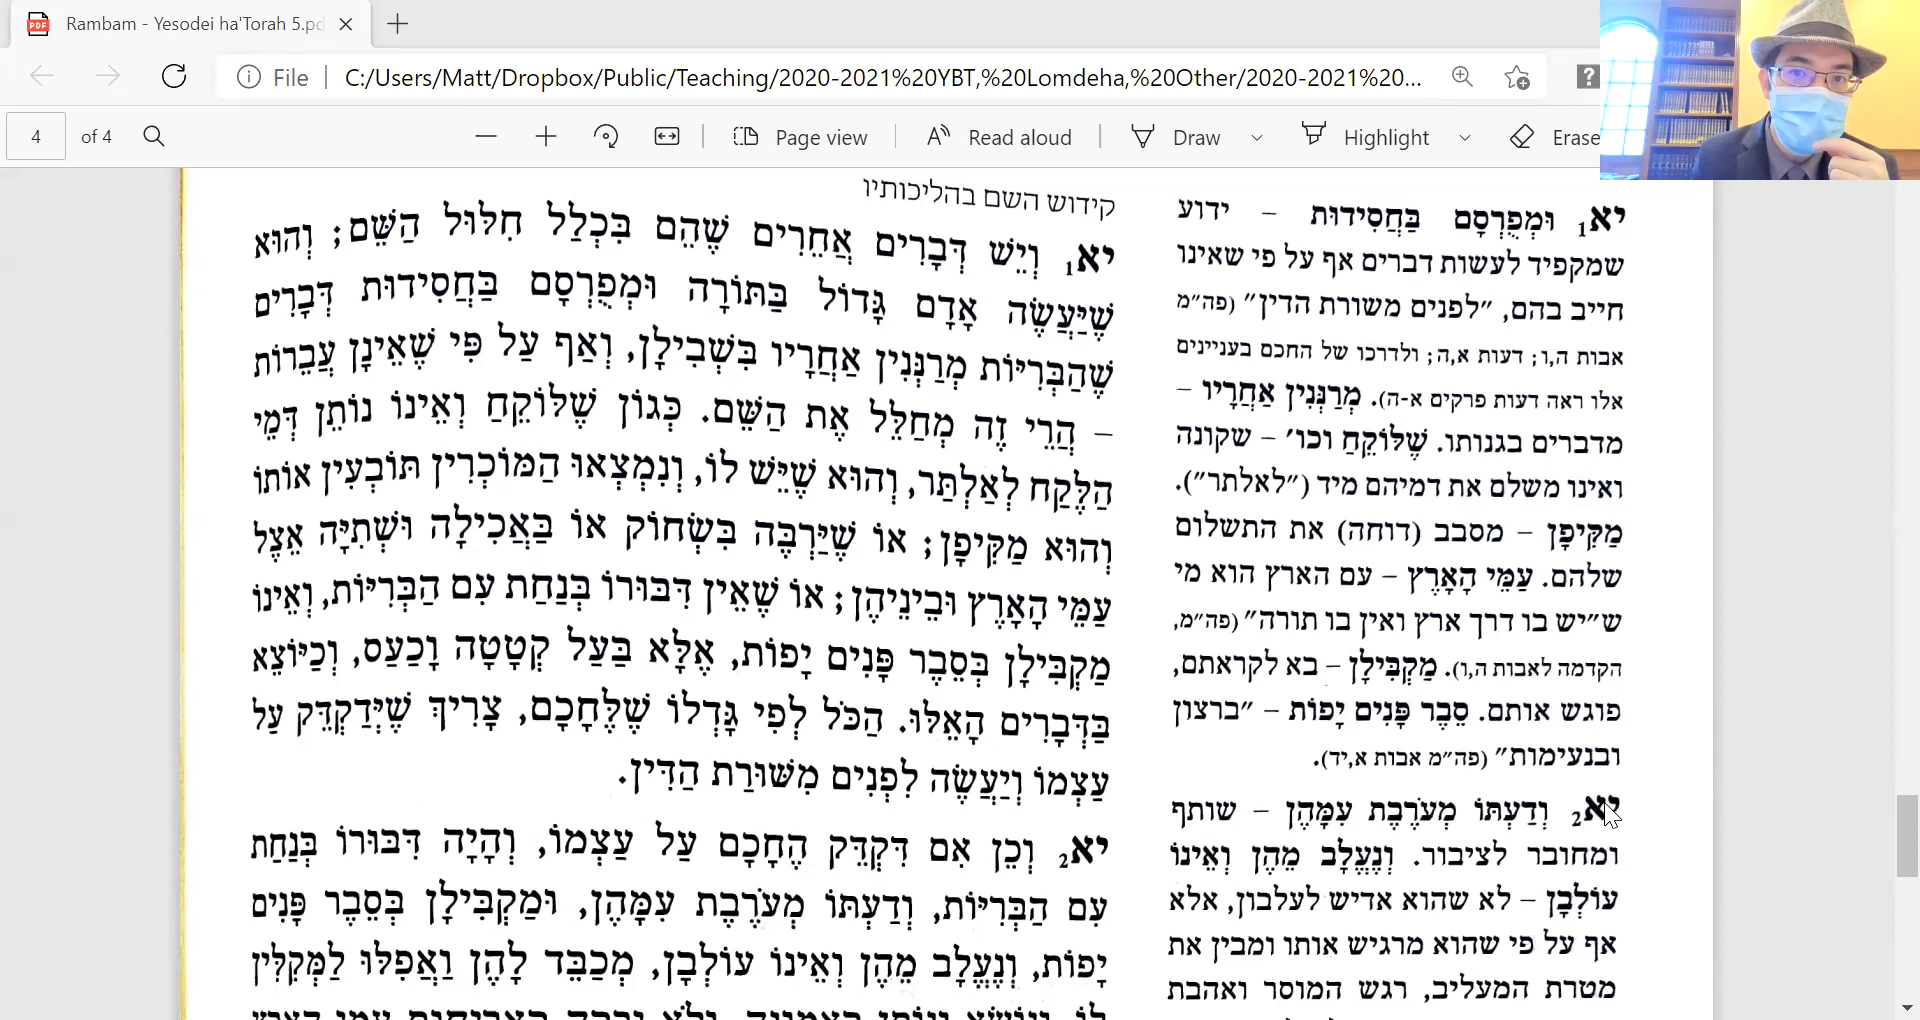 Rambam - Yesodei ha'Torah 5.pd
File
C:/Users/Matt/Dropbox/Public/Teaching/2020-2021%20YBT,%20Lomdeha,%20Other/2020-2021%20...
4 of 4
Page view
Read aloud
Draw
Highlight
Erase
קידוש השם בהליכותיו
יא1 וְיֵשׁ דְּבָרִים אֲחֵרִים שֶׁהֵם בִּכְלַל חִלּוּל הַשֵּׁם; וְהוּא
שֶׁיַּעֲשֶׂה אָדָם גָּדוֹל בַּתּוֹרָה וּמְפֻרְסָם בַּחֲסִידוּת דְּבָרִים
שֶׁהַבְּרִיּוֹת מְרַנְּנִין אַחֲרָיו בִּשְׁבִילָן, וְאַף עַל פִּי שֶׁאֵינָן עֲבֵרוֹת
– הֲרֵי זֶה מְחַלֵּל אֶת הַשֵּׁם. כְּגוֹן שֶׁלּוֹקֵחַ וְאֵינוֹ נוֹתֵן דְּמֵי
הַלֶּקַח לְאַלְתַּר, וְהוּא שֶׁיֵּשׁ לוֹ, וְנִמְצְאוּ הַמּוֹכְרִין תּוֹבְעִין אוֹתוֹ
וְהוּא מַקִּיפָן; אוֹ שֶׁיַּרְבֶּה בִּשְׂחוֹק אוֹ בַּאֲכִילָה וּשְׁתִיָּה אֵצֶל
עַמֵּי הָאָרֶץ וּבֵינֵיהֶן; אוֹ שֶׁאֵין דִּבּוּרוֹ בְּנַחַת עִם הַבְּרִיּוֹת, וְאֵינוֹ
מַקְבִּילָן בְּסֵבֶר פָּנִים יָפוֹת, אֶלָּא בַּעַל קְטָטָה וָכַעַס, וְכַיּוֹצֵא
בַּדְּבָרִים הָאֵלּוּ. הַכֹּל לְפִי גָּדְלוֹ שֶׁלֶּחָכָם, צָרִיךְ שֶׁיְּדַקְדֵּק עַל
עַצְמוֹ וְיַעֲשֶׂה לִפְנִים מִשּׁוּרַת הַדִּין.
יא2 וְכֵן אִם דִּקְדֵּק הֶחָכָם עַל עַצְמוֹ, וְהָיָה דִּבּוּרוֹ בְּנַחַת
עִם הַבְּרִיּוֹת, וְדַעְתּוֹ מְעֹרֶבֶת עִמָּהֶן, וּמַקְבִּילָן בְּסֵבֶר פָּנִים
יָפוֹת, וְנֶעֱלָב מֵהֶן וְאֵינוֹ עוֹלְבָן, מְכַבֵּד לָהֶן וַאֲפִלּוּ לַמְּקִלִּין
יא1 וּמְפֻרְסָם בַּחֲסִידוּת – ידוע
שמקפיד לעשות דברים אף על פי שאינו
חייב בהם, "לפנים משורת הדין" (פה"מ
אבות ה,ו; דעות א,ה; ולדרכו של החכם בעניינים
אלו ראה דעות פרקים א-ה). מְרַנְּנִין אַחֲרָיו –
מדברים בגנותו. שֶׁלּוֹקֵחַ וכו' – שקונה
ואינו משלם את דמיהם מיד ("לאלתר").
מַקִּיפָן – מסבב (דוחה) את התשלום
שלהם. עַמֵּי הָאָרֶץ – עם הארץ הוא מי
ש"יש בו דרך ארץ ואין בו תורה" (פה"מ,
הקדמה לאבות ה,ו). מַקְבִּילָן – בא לקראתם,
פוגש אותם. סֵבֶר פָּנִים יָפוֹת – "ברצון
ובנעימות" (פה"מ אבות א,יד).
יא2 וְדַעְתּוֹ מְעֹרֶבֶת עִמָּהֶן – שותף
ומחובר לציבור. וְנֶעֱלָב מֵהֶן וְאֵינוֹ
עוֹלְבָן – לא שהוא אדיש לעלבון, אלא
אף על פי שהוא מרגיש אותו ומבין את
מטרת המעליב, רגש המוסר ואהבת